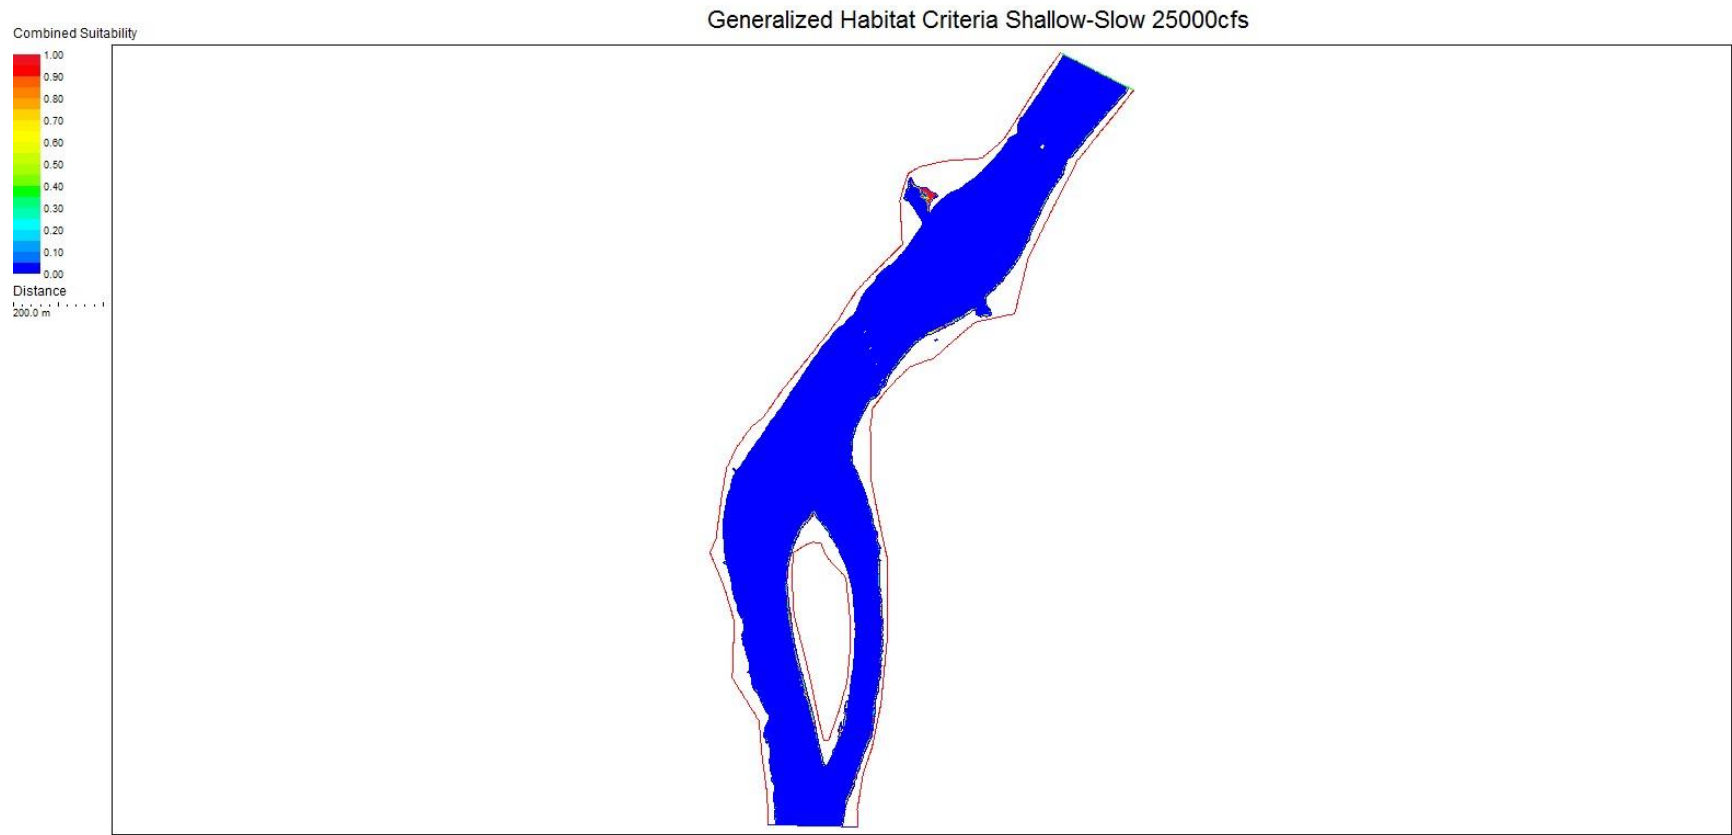 Generalized Habitat Criteria Shallow-Slow 25000cfs
Combined Suitability
1.00
0.90
0.80
0.70
0.60
0.50
0.40
0.30
0.20
0.10
0.00
Distance
200.0 m